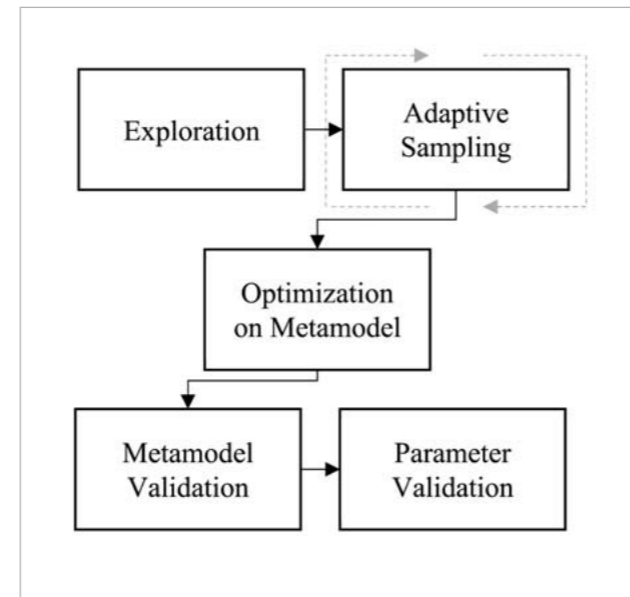 Exploration
Adaptive
Sampling
Optimization
on Metamodel
Metamodel
Validation
Parameter
Validation